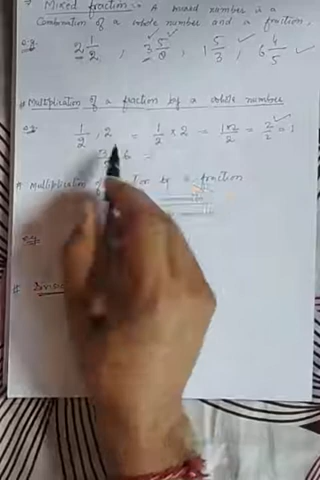 * Mixed fraction :- A mixed number is a
Combination of a whole number and a fraction.
e.g. 2 1/2 , 3 5/8 , 1 5/3 , 6 4/5
# Multiplication of a fraction by a whole number
e.g. 1/2 , 2 = 1/2 × 2 = 1×2/2 = 2/2 = 1
6 =
# Multiplication of by a fraction
e.g.